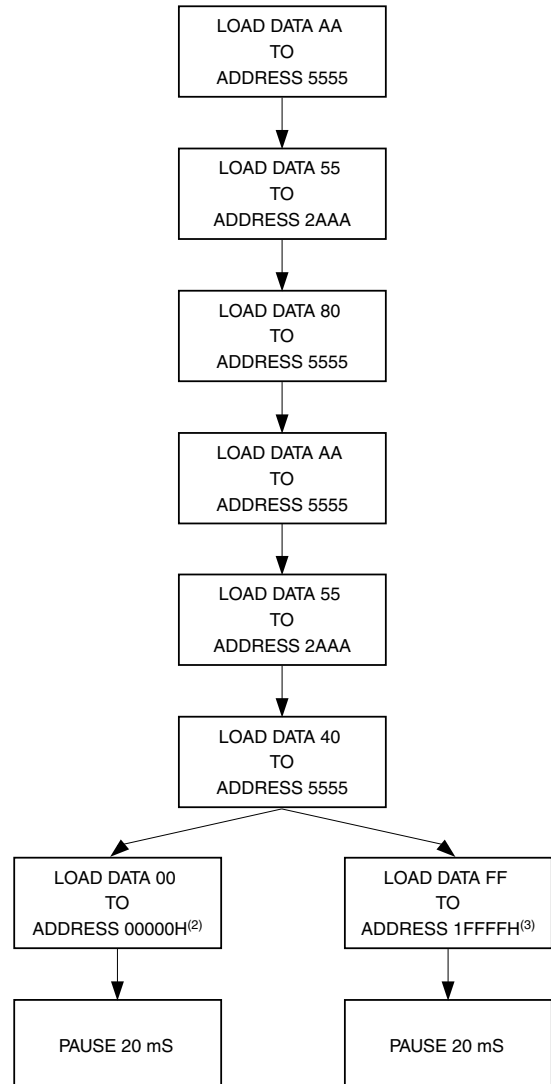 LOAD DATA AA
TO
ADDRESS 5555
LOAD DATA 55
TO
ADDRESS 2AAA
LOAD DATA 80
TO
ADDRESS 5555
LOAD DATA AA
TO
ADDRESS 5555
LOAD DATA 55
TO
ADDRESS 2AAA
LOAD DATA 40
TO
ADDRESS 5555
LOAD DATA 00
TO
ADDRESS 00000H(2)
LOAD DATA FF
TO
ADDRESS 1FFFFH(3)
PAUSE 20 mS
PAUSE 20 mS